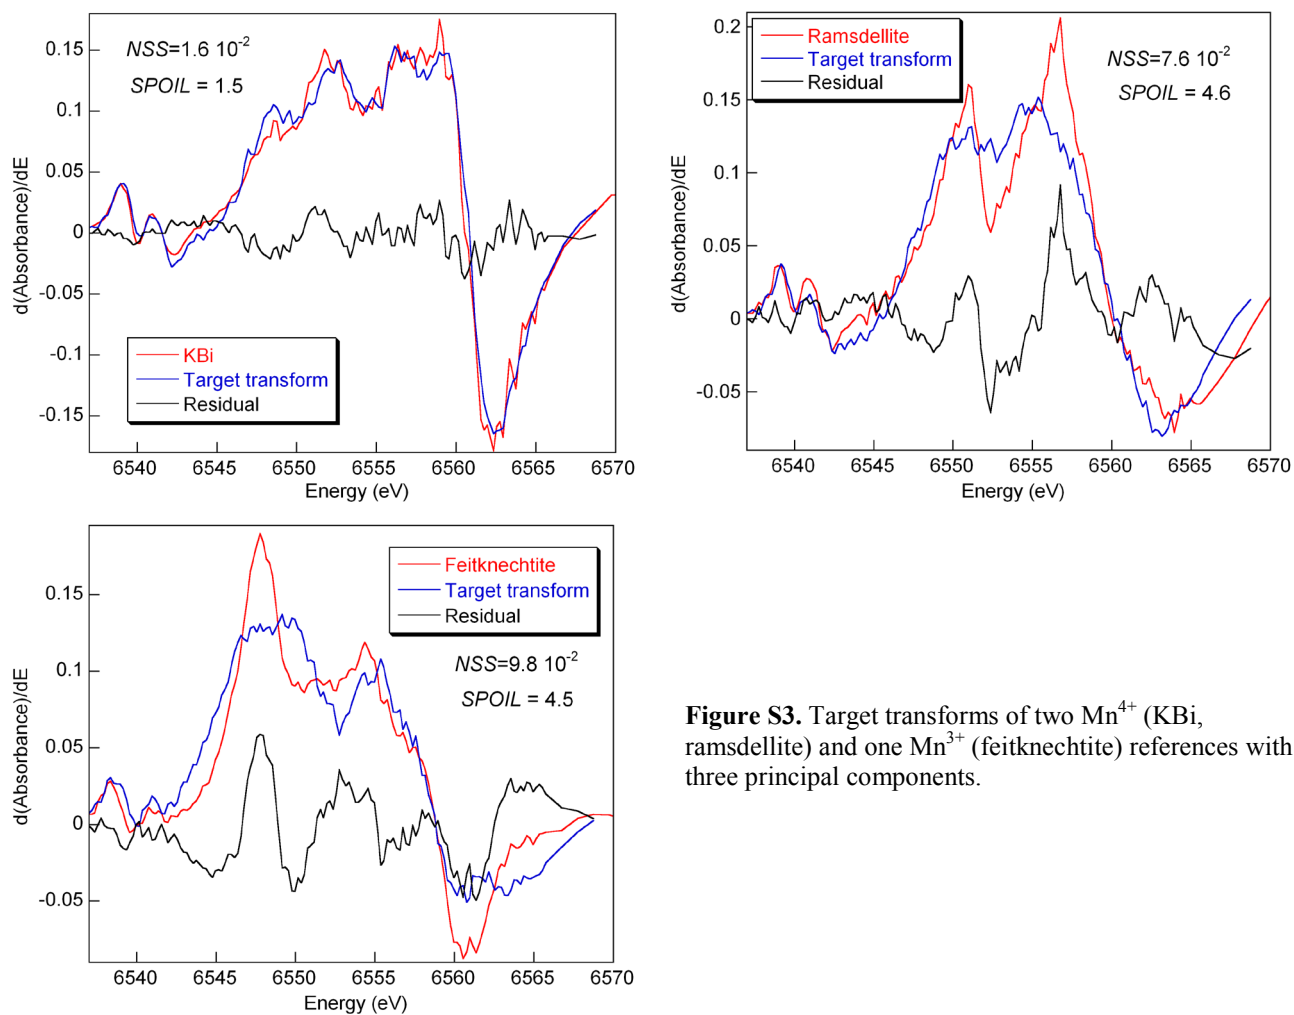 NSS=1.6 10-2
SPOIL = 1.5
d(Absorbance)/dE
0.15
0.1
0.05
0
-0.05
-0.1
-0.15
KBi
Target transform
Residual
6540 6545 6550 6555 6560 6565 6570
Energy (eV)
Ramsdellite
Target transform
Residual
NSS=7.6 10-2
SPOIL = 4.6
d(Absorbance)/dE
0.2
0.15
0.1
0.05
0
-0.05
6540 6545 6550 6555 6560 6565 6570
Energy (eV)
Feitknechtite
Target transform
Residual
NSS=9.8 10-2
SPOIL = 4.5
d(Absorbance)/dE
0.15
0.1
0.05
0
-0.05
6540 6545 6550 6555 6560 6565 6570
Energy (eV)
Figure S3. Target transforms of two Mn4+ (KBi,
ramsdellite) and one Mn3+ (feitknechtite) references with
three principal components.